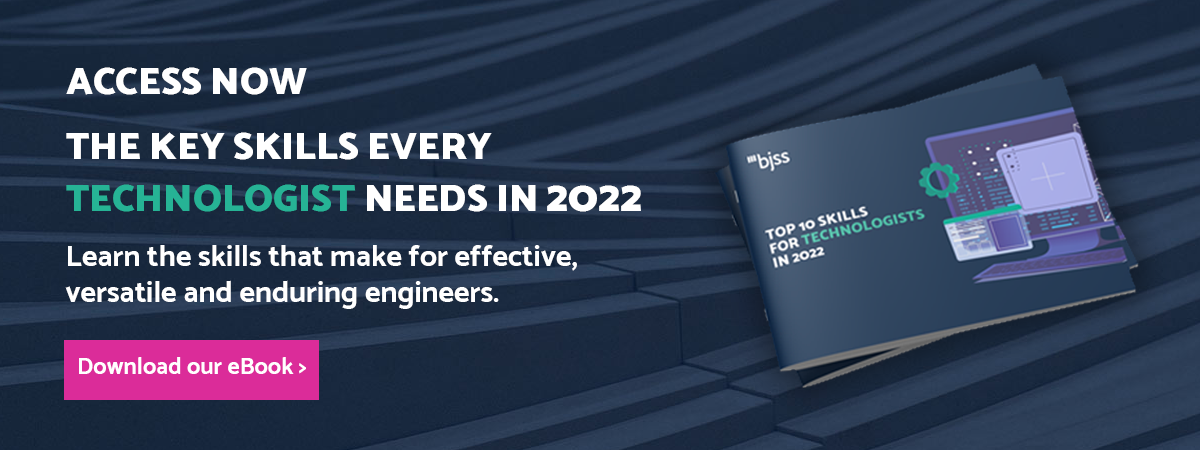 ACCESS NOW
THE KEY SKILLS EVERY
TECHNOLOGIST NEEDS IN 2022
Learn the skills that make for effective,
versatile and enduring engineers.
Download our eBook >
bjss
TOP 10 SKILLS
FOR TECHNOLOGISTS
IN 2022